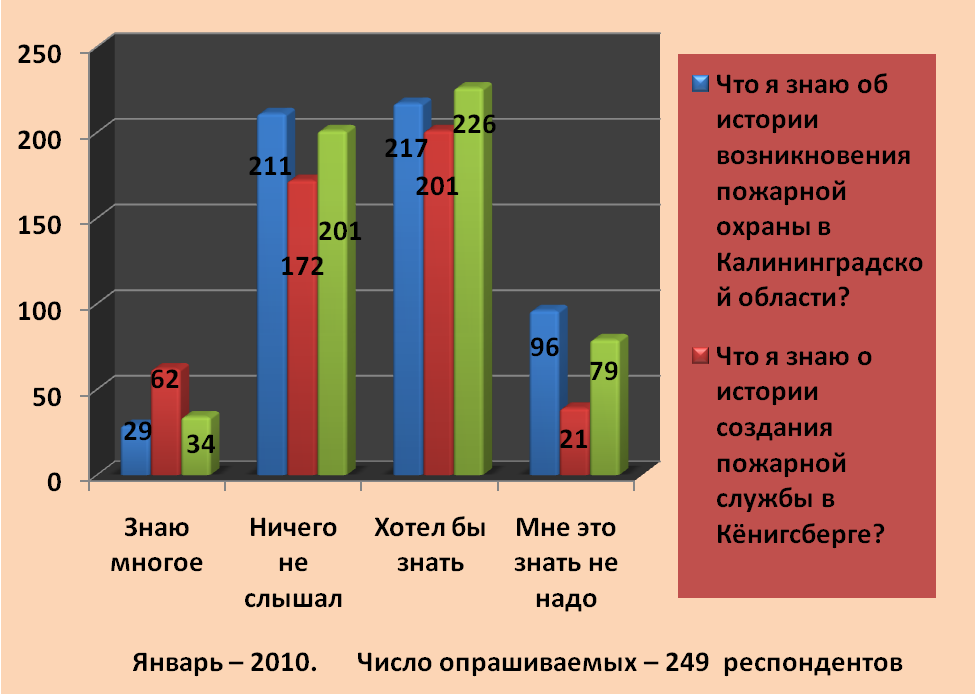 250
200
150
100
50
0
29
62
34
211
172
201
217
201
226
96
21
79
Знаю
многое
Ничего
не
слышал
Хотел бы
знать
Мне это
знать не
надо
Что я знаю об
истории
возникновения
пожарной
охраны в
Калининградско
й области?
Что я знаю о
истории
создания
пожарной
службы в
Кёнигсберге?
Январь – 2010. Число опрашиваемых – 249 респондентов